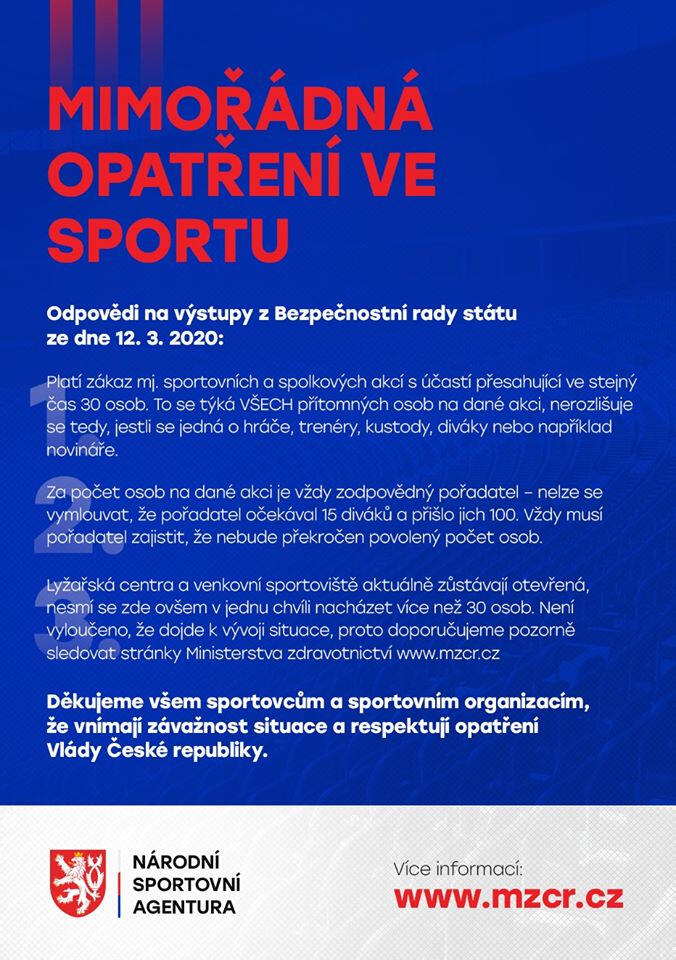 MIMOŘÁDNÁ
OPATŘENÍ VE
SPORTU
Odpovědi na výstupy z Bezpečnostní rady státu
ze dne 12. 3. 2020:
1.
Platí zákaz mj. sportovních a spolkových akcí s účastí přesahující ve stejný
čas 30 osob. To se týká VŠECH přítomných osob na dané akci, nerozlišuje
se tedy, jestli se jedná o hráče, trenéry, kustody, diváky nebo například
novináře.
2.
Za počet osob na dané akci je vždy zodpovědný pořadatel – nelze se
vymlouvat, že pořadatel očekával 15 diváků a přišlo jich 100. Vždy musí
pořadatel zajistit, že nebude překročen povolený počet osob.
3.
Lyžařská centra a venkovní sportoviště aktuálně zůstávají otevřená,
nesmí se zde ovšem v jednu chvíli nacházet více než 30 osob. Není
vyloučeno, že dojde k vývoji situace, proto doporučujeme pozorně
sledovat stránky Ministerstva zdravotnictví www.mzcr.cz
Děkujeme všem sportovcům a sportovním organizacím,
že vnímají závažnost situace a respektují opatření
Vlády České republiky.
NÁRODNÍ
SPORTOVNÍ
AGENTURA
Více informací:
www.mzcr.cz